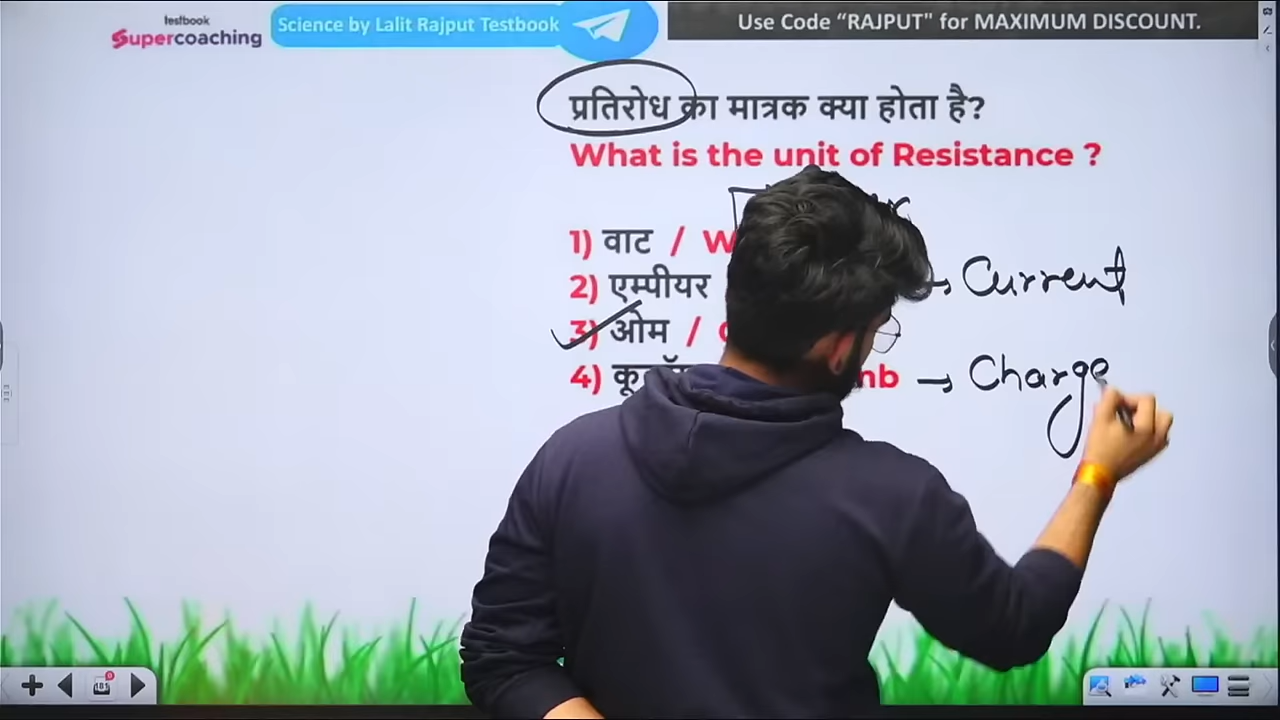 testbook
Supercoaching
Science by Lalit Rajput Testbook
Use Code “RAJPUT" for MAXIMUM DISCOUNT.
प्रतिरोध का मात्रक क्या होता है?
What is the unit of Resistance ?
1) वाट / W
2) एम्पीयर → Current
3) ओम /
4) → Charge
181